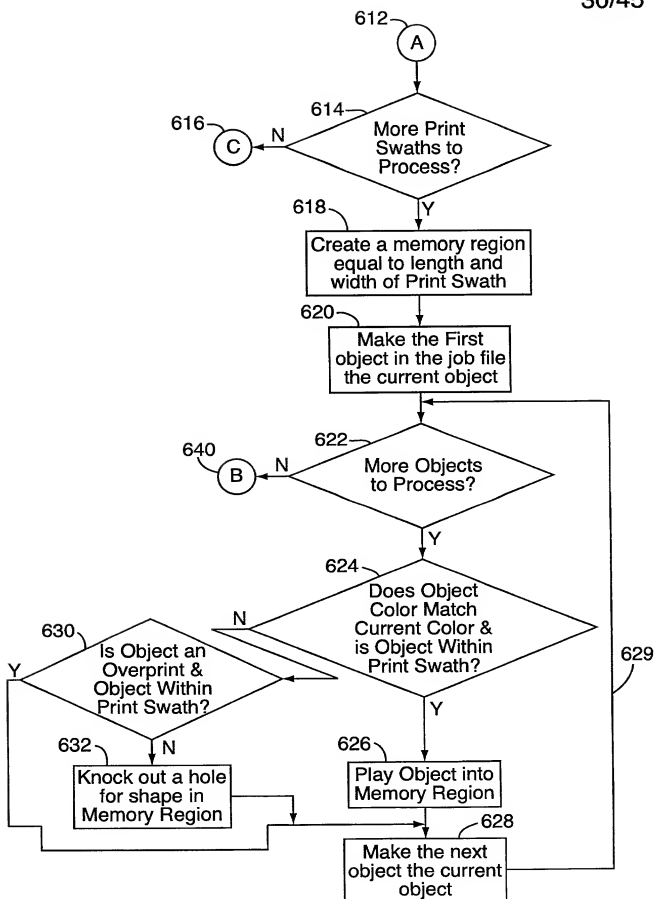 30/45
612
A
614
616
C
N
More Print
Swaths to
Process?
Y
618
Create a memory region
equal to length and
width of Print Swath
620
Make the First
object in the job file
the current object
622
640
B
N
More Objects
to Process?
Y
624
Does Object
Color Match
Current Color &
is Object Within
Print Swath?
N
630
Is Object an
Overprint &
Object Within
Print Swath?
Y
629
Y
N
632
Knock out a hole
for shape in
Memory Region
626
Play Object into
Memory Region
628
Make the next
object the current
object